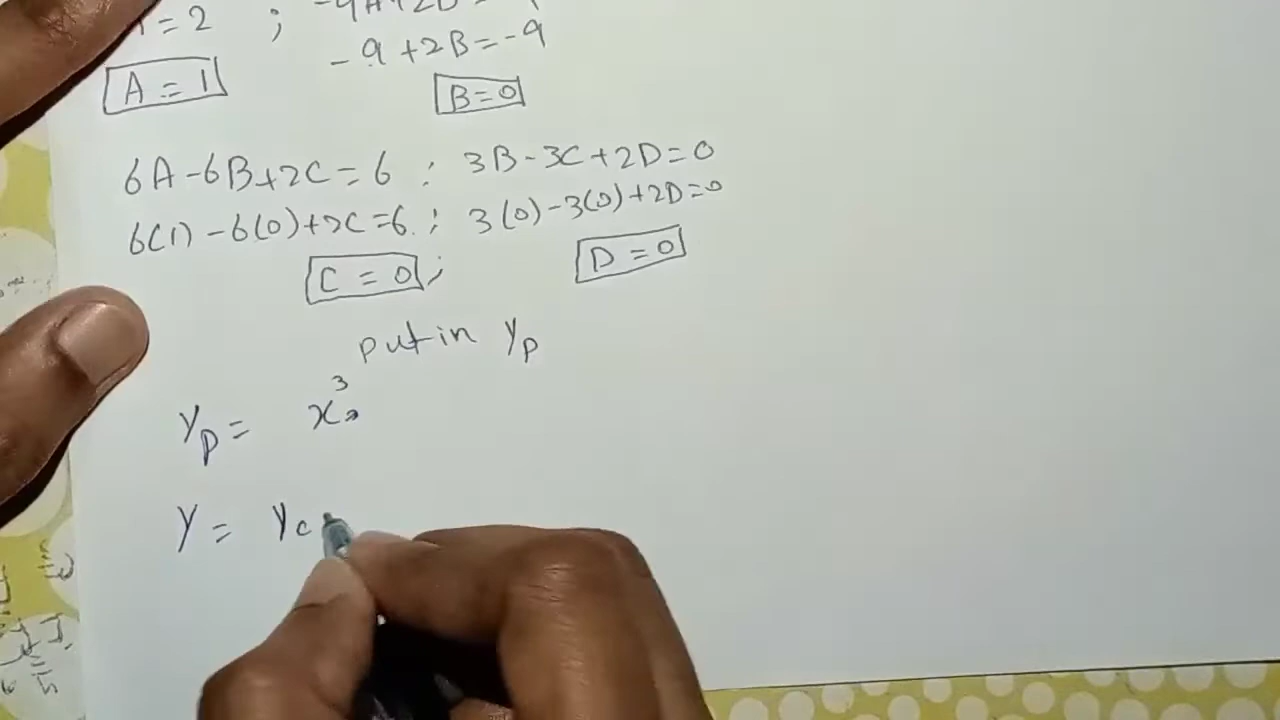 = 2 ;
- 9 + 2B = -9
A = 1
B = 0
6A - 6B + 2C = 6 ; 3B - 3C + 2D = 0
6(1) - 6(0) + 2C = 6 ; 3(0) - 3(0) + 2D = 0
C = 0 ; D = 0
put in yp
yp = x³
y = yc